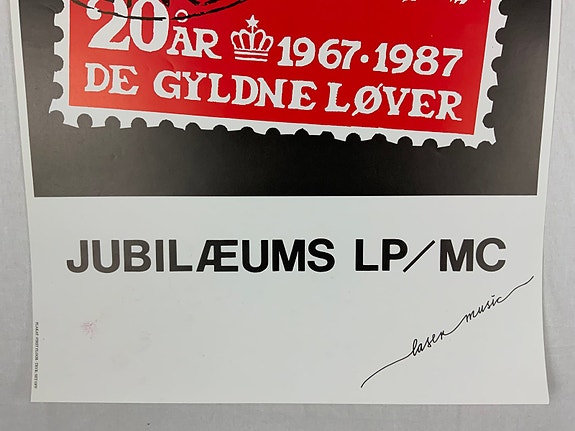 20 ÅR 1967·1987
DE GYLDNE LØVER
JUBILÆUMS LP/MC
laser music